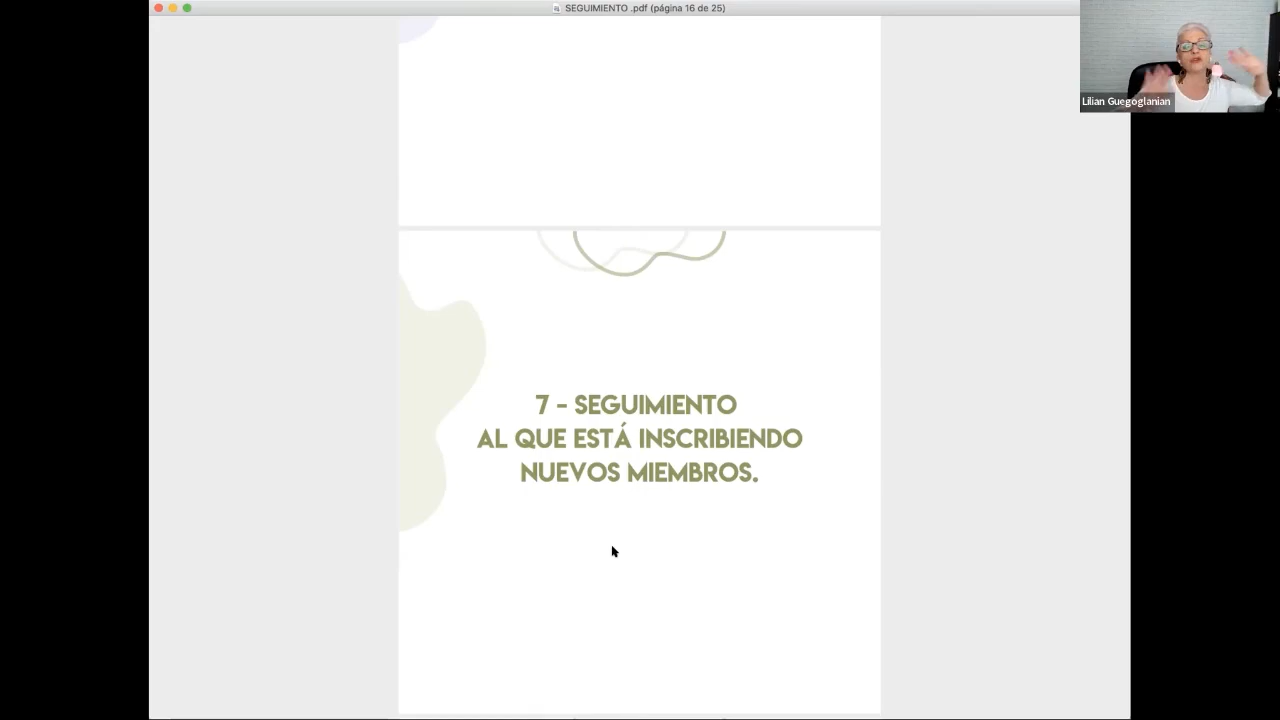 SEGUIMIENTO .pdf (página 16 de 25)
Lilian Guegoglanian
7 - SEGUIMIENTO
AL QUE ESTÁ INSCRIBIENDO
NUEVOS MIEMBROS.